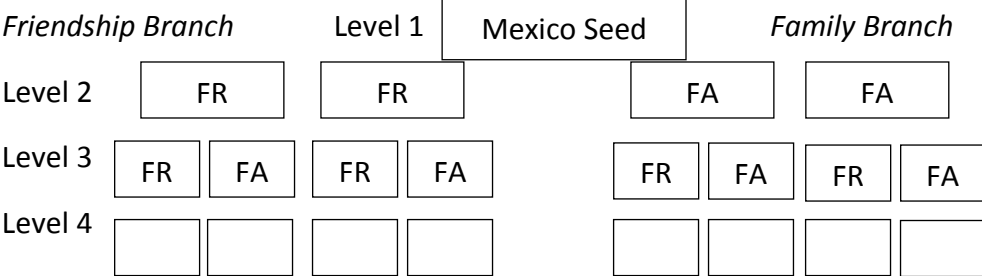 Friendship Branch Level 1 Mexico Seed Family Branch
Level 2 FR FR FA FA
Level 3 FR FA FR FA FR FA FR FA
Level 4